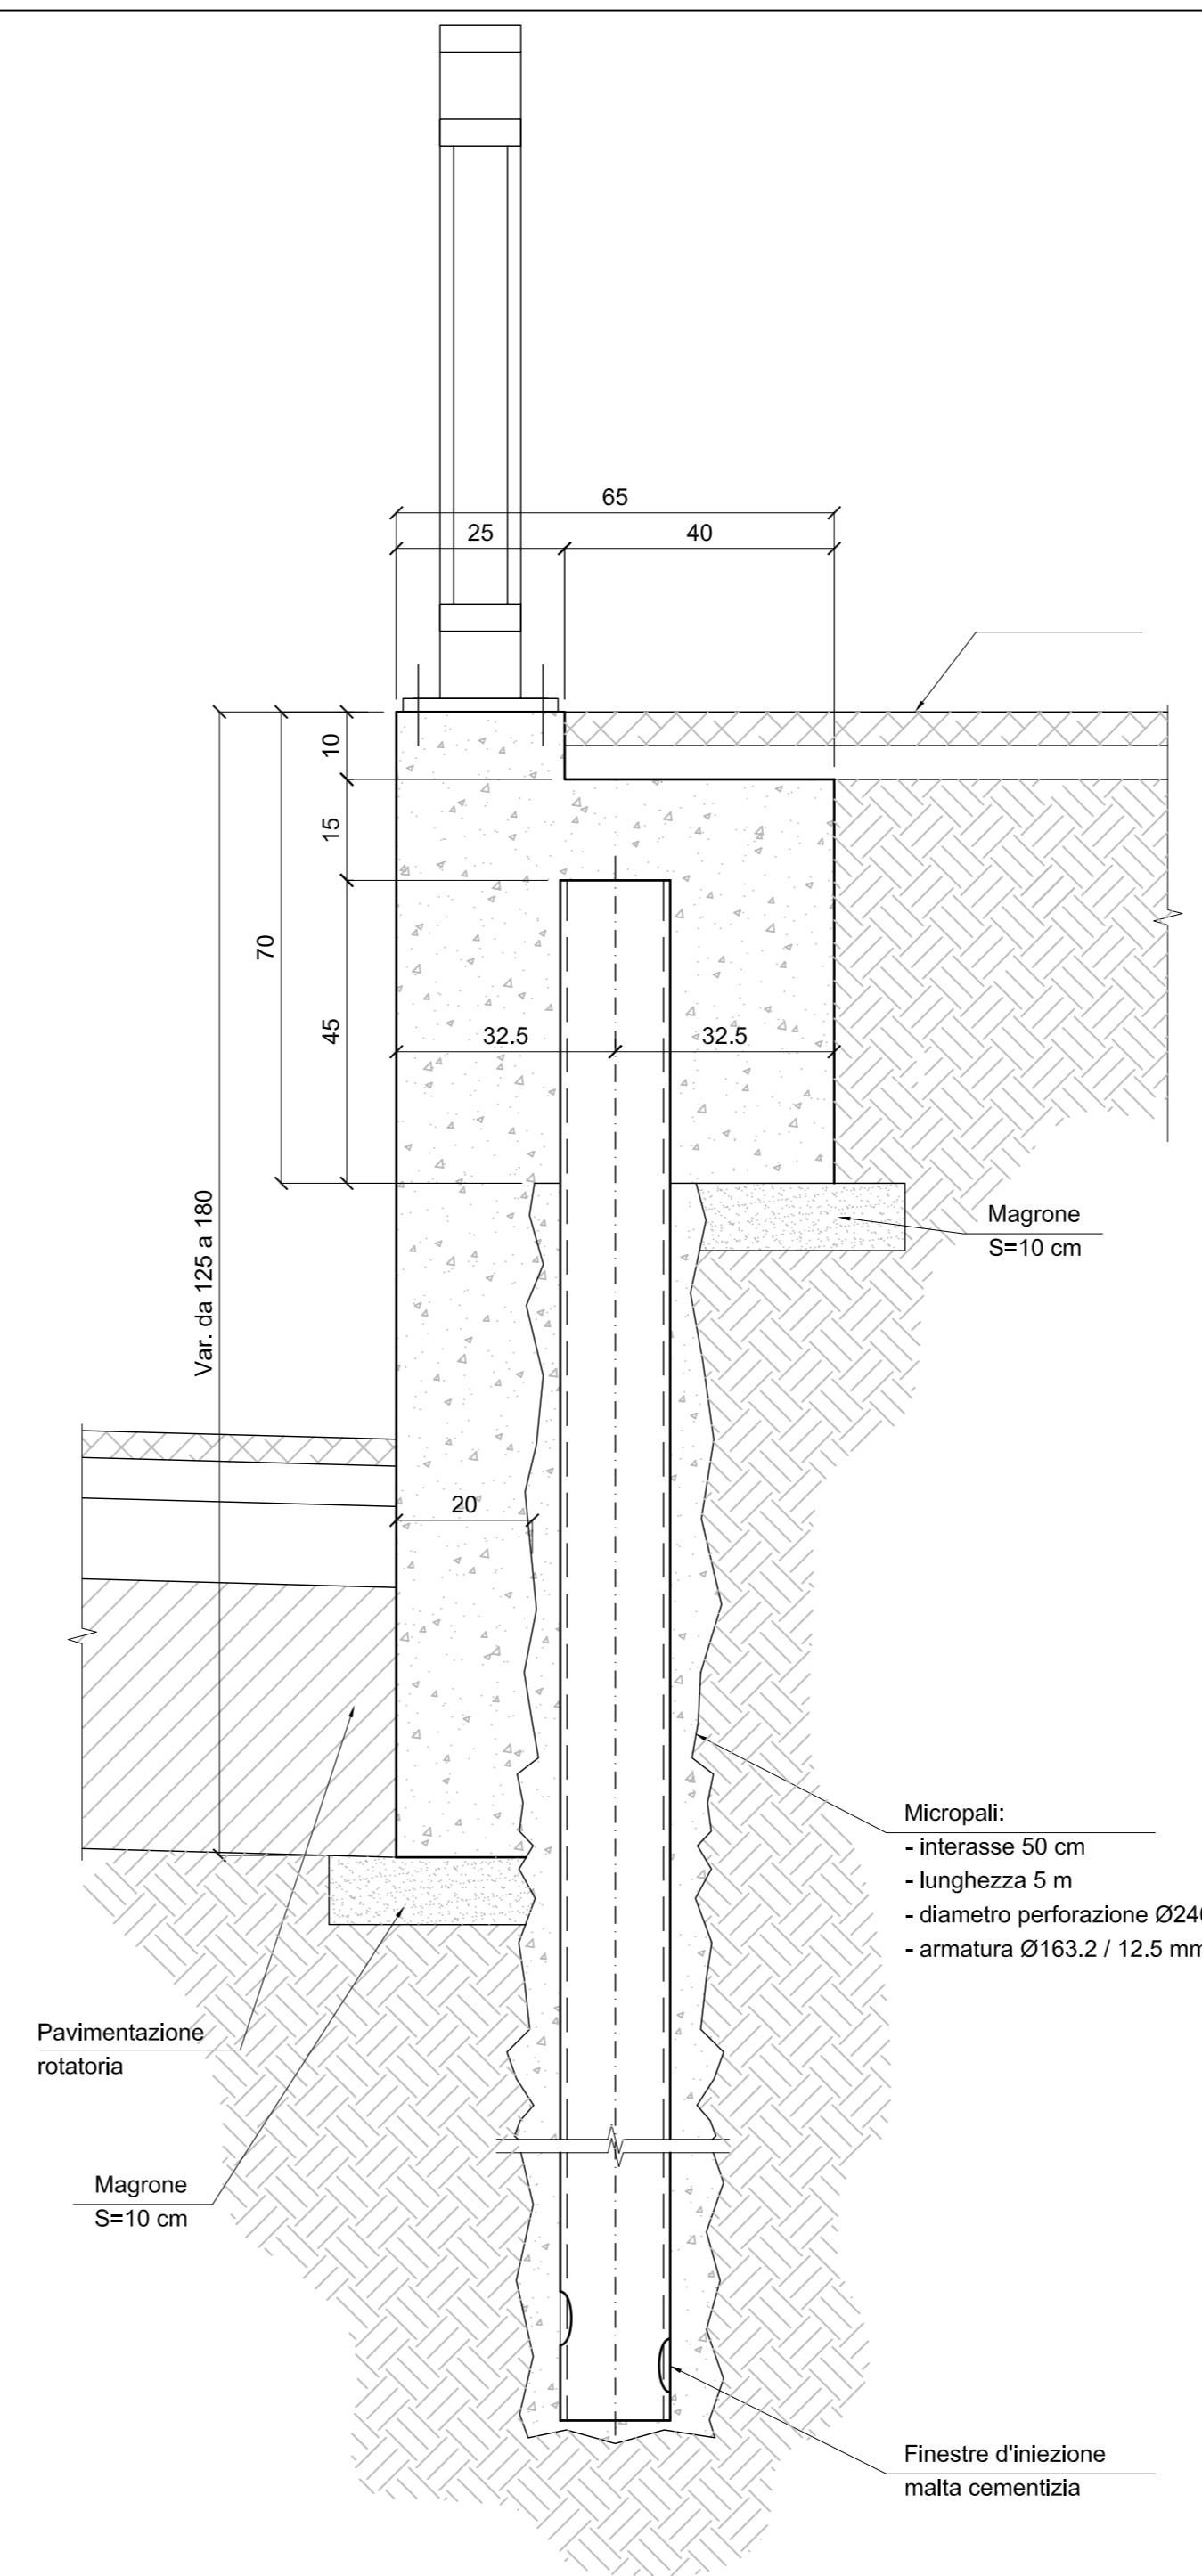 65
25
40
10
15
70
45
32.5
32.5
Var. da 125 a 180
Magrone
S=10 cm
20
Micropali:
- interasse 50 cm
- lunghezza 5 m
- diametro perforazione Ø240
- armatura Ø163.2 / 12.5 mm
Pavimentazione
rotatoria
Magrone
S=10 cm
Finestre d'iniezione
malta cementizia